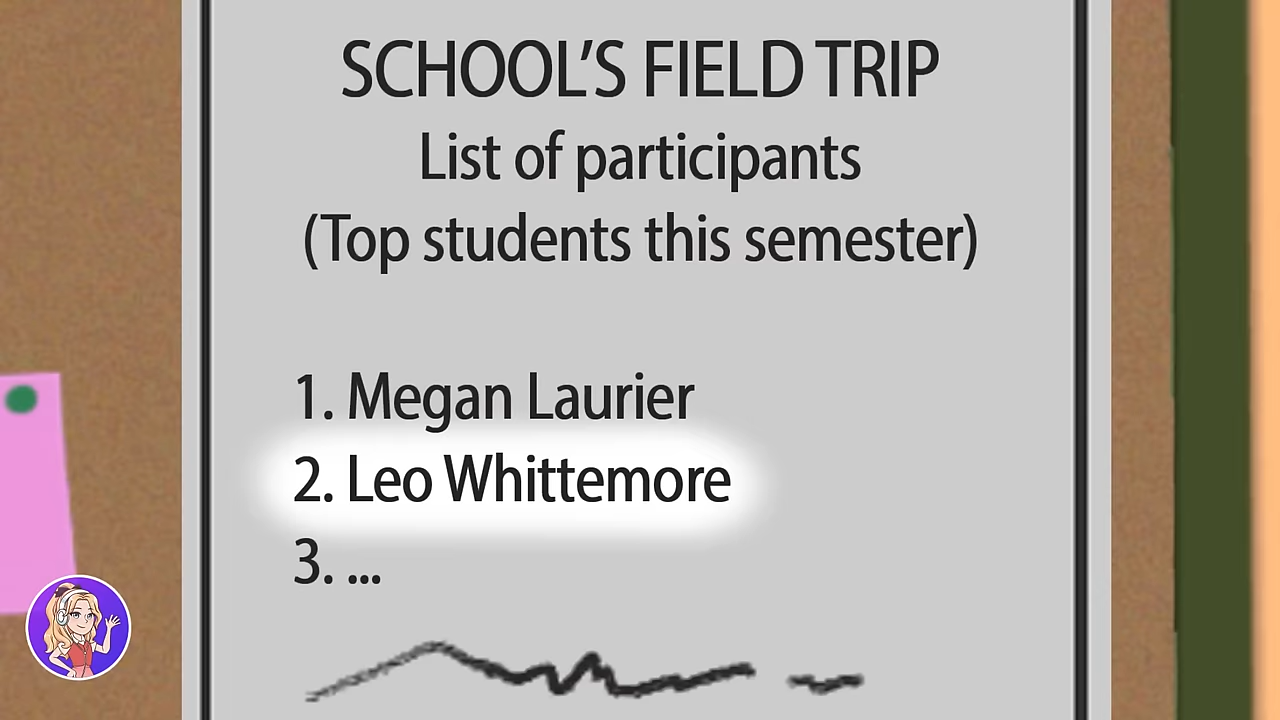 SCHOOL'S FIELD TRIP
List of participants
(Top students this semester)
1. Megan Laurier
2. Leo Whittemore
3. ...